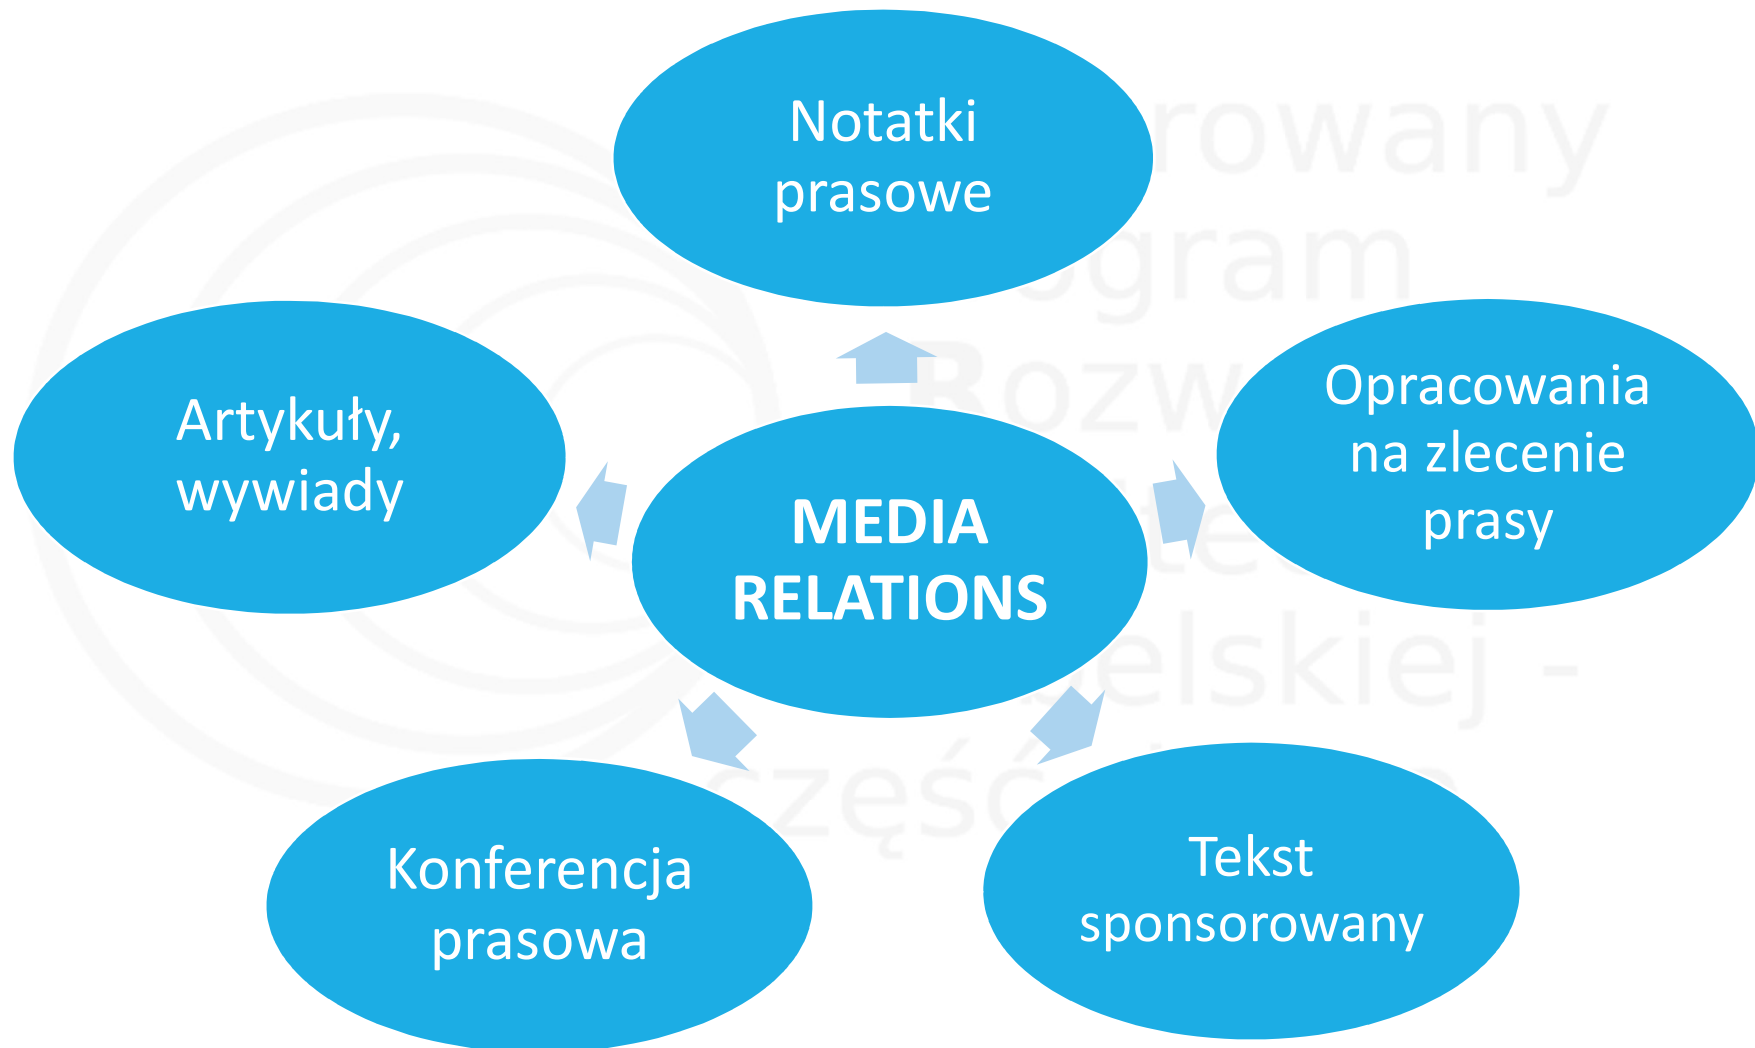 Notatki
prasowe
Artykuły,
wywiady
Opracowania
na zlecenie
prasy
MEDIA
RELATIONS
Konferencja
prasowa
Tekst
sponsorowany